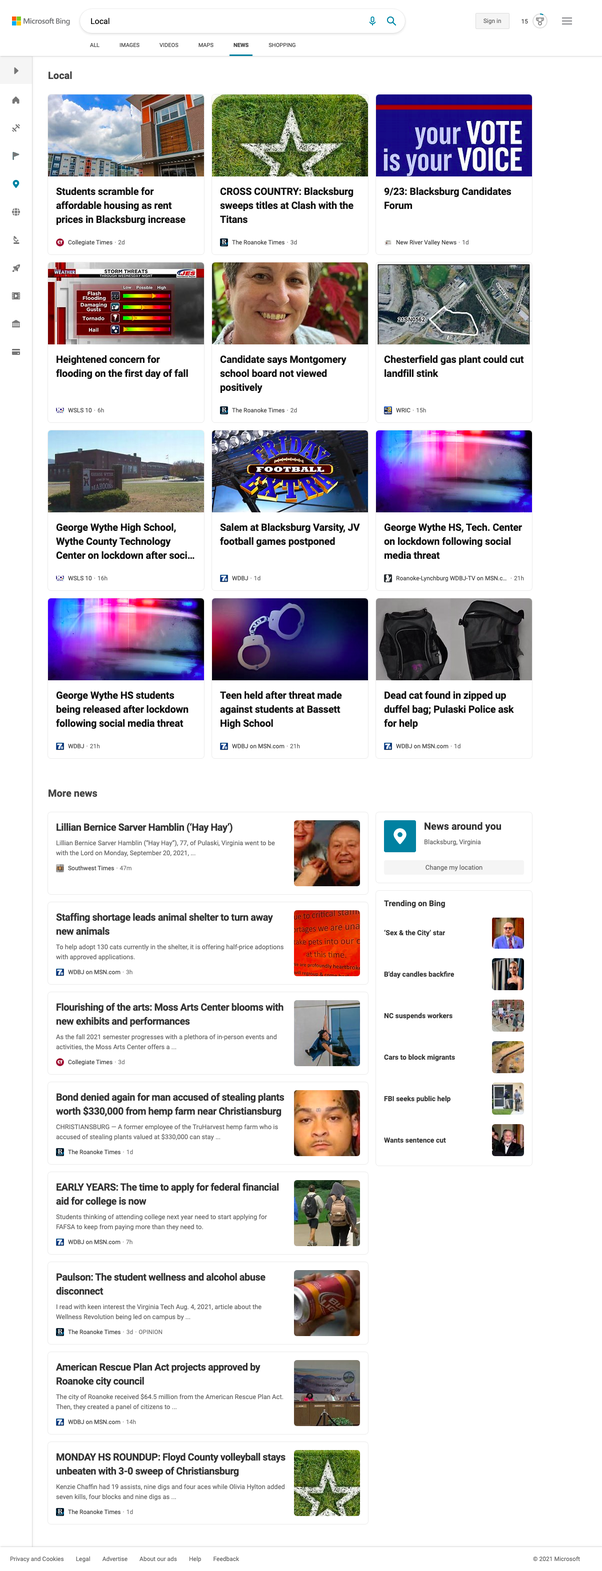 Microsoft Bing
Local
Sign in
15
ALL
IMAGES
VIDEOS
MAPS
NEWS
SHOPPING
Local
Students scramble for
affordable housing as rent
prices in Blacksburg increase
Collegiate Times · 2d
CROSS COUNTRY: Blacksburg
sweeps titles at Clash with the
Titans
The Roanoke Times · 3d
your VOTE
is your VOICE
9/23: Blacksburg Candidates
Forum
New River Valley News · 1d
WEATHER
STORM THREATS
THROUGH WEDNESDAY NIGHT
Low Possible High
Flash
Flooding
Damaging
Gusts
Tornado
Hail
Heightened concern for
flooding on the first day of fall
WSLS 10 · 6h
Candidate says Montgomery
school board not viewed
positively
The Roanoke Times · 2d
Chesterfield gas plant could cut
landfill stink
WRIC · 15h
George Wythe High School,
Wythe County Technology
Center on lockdown after soci...
WSLS 10 · 16h
FRIDAY
FOOTBALL
EXTRA
Salem at Blacksburg Varsity, JV
football games postponed
WDBJ · 1d
George Wythe HS, Tech. Center
on lockdown following social
media threat
Roanoke-Lynchburg WDBJ-TV on MSN.c... · 21h
George Wythe HS students
being released after lockdown
following social media threat
WDBJ · 21h
Teen held after threat made
against students at Bassett
High School
WDBJ on MSN.com · 21h
Dead cat found in zipped up
duffel bag; Pulaski Police ask
for help
WDBJ on MSN.com · 1d
More news
Lillian Bernice Sarver Hamblin ('Hay Hay')
Lillian Bernice Sarver Hamblin ("Hay Hay"), 77, of Pulaski, Virginia went to be
with the Lord on Monday, September 20, 2021, ...
Southwest Times · 47m
Staffing shortage leads animal shelter to turn away
new animals
To help adopt 130 cats currently in the shelter, it is offering half-price adoptions
with approved applications.
WDBJ on MSN.com · 3h
Flourishing of the arts: Moss Arts Center blooms with
new exhibits and performances
As the fall 2021 semester progresses with a plethora of in-person events and
activities, the Moss Arts Center offers a ...
Collegiate Times · 3d
Bond denied again for man accused of stealing plants
worth $330,000 from hemp farm near Christiansburg
CHRISTIANSBURG — A former employee of the TruHarvest hemp farm who is
accused of stealing plants valued at $330,000 can stay ...
The Roanoke Times · 1d
EARLY YEARS: The time to apply for federal financial
aid for college is now
Students thinking of attending college next year need to start applying for
FAFSA to keep from paying more than they need to.
WDBJ on MSN.com · 7h
Paulson: The student wellness and alcohol abuse
disconnect
I read with keen interest the Virginia Tech Aug. 4, 2021, article about the
Wellness Revolution being led on campus by ...
The Roanoke Times · 3d · OPINION
American Rescue Plan Act projects approved by
Roanoke city council
The city of Roanoke received $64.5 million from the American Rescue Plan Act.
Then, they created a panel of citizens to ...
WDBJ on MSN.com · 14h
MONDAY HS ROUNDUP: Floyd County volleyball stays
unbeaten with 3-0 sweep of Christiansburg
Kenzie Chaffin had 19 assists, nine digs and four aces while Olivia Hylton added
seven kills, four blocks and nine digs as ...
The Roanoke Times · 1d
News around you
Blacksburg, Virginia
Change my location
Trending on Bing
'Sex & the City' star
B'day candles backfire
NC suspends workers
Cars to block migrants
FBI seeks public help
Wants sentence cut
Privacy and Cookies
Legal
Advertise
About our ads
Help
Feedback
© 2021 Microsoft